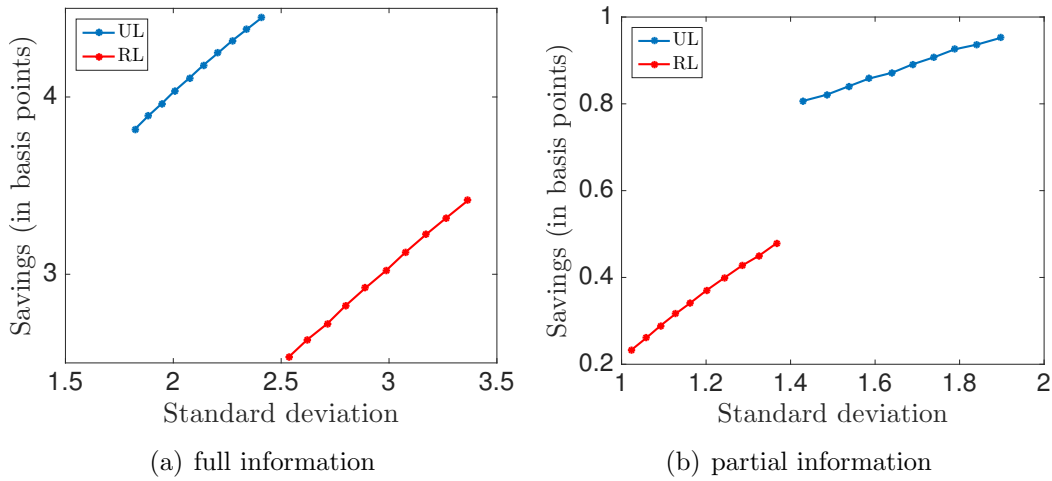 UL
RL
4
3
Savings (in basis points)
1.5 2 2.5 3 3.5
Standard deviation
(a) full information
UL
RL
1
0.8
0.6
0.4
0.2
Savings (in basis points)
1 1.2 1.4 1.6 1.8 2
Standard deviation
(b) partial information